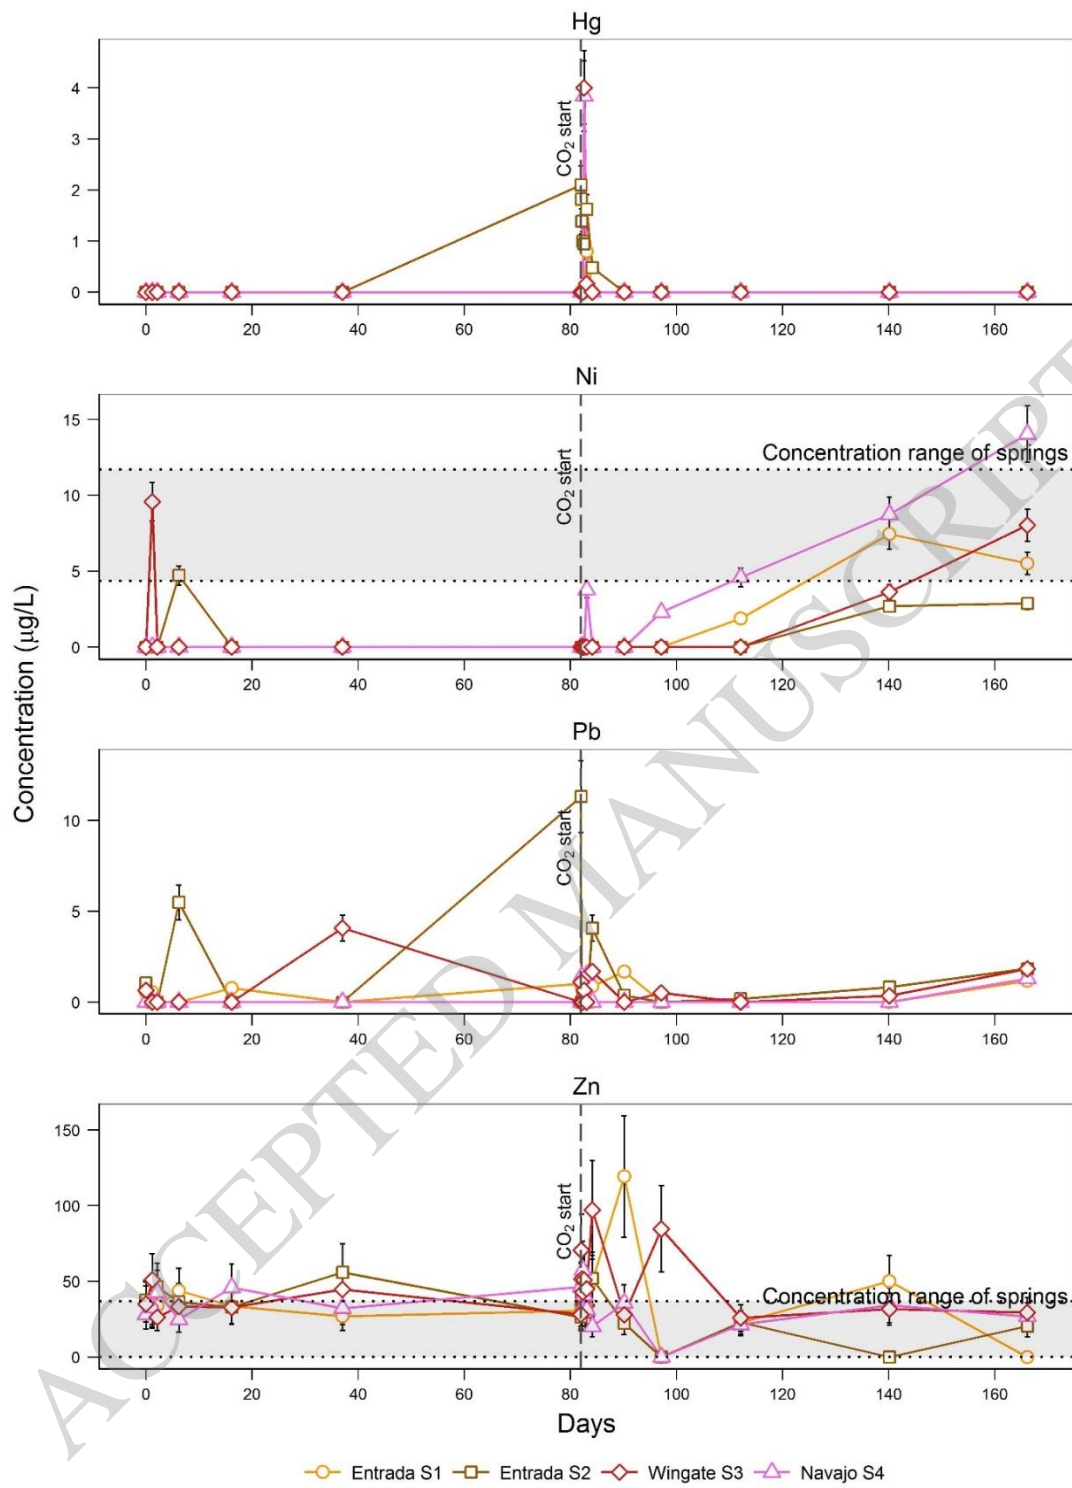 Hg
4
3
2
1
0
CO2 start
0 20 40 60 80 100 120 140 160
Ni
15
10
5
0
CO2 start
Concentration range of springs
0 20 40 60 80 100 120 140 160
Concentration (µg/L)
Pb
10
5
0
CO2 start
0 20 40 60 80 100 120 140 160
Zn
150
100
50
0
CO2 start
Concentration range of springs
0 20 40 60 80 100 120 140 160
Days
Entrada S1 Entrada S2 Wingate S3 Navajo S4
ACCEPTED MANUSCRIPT